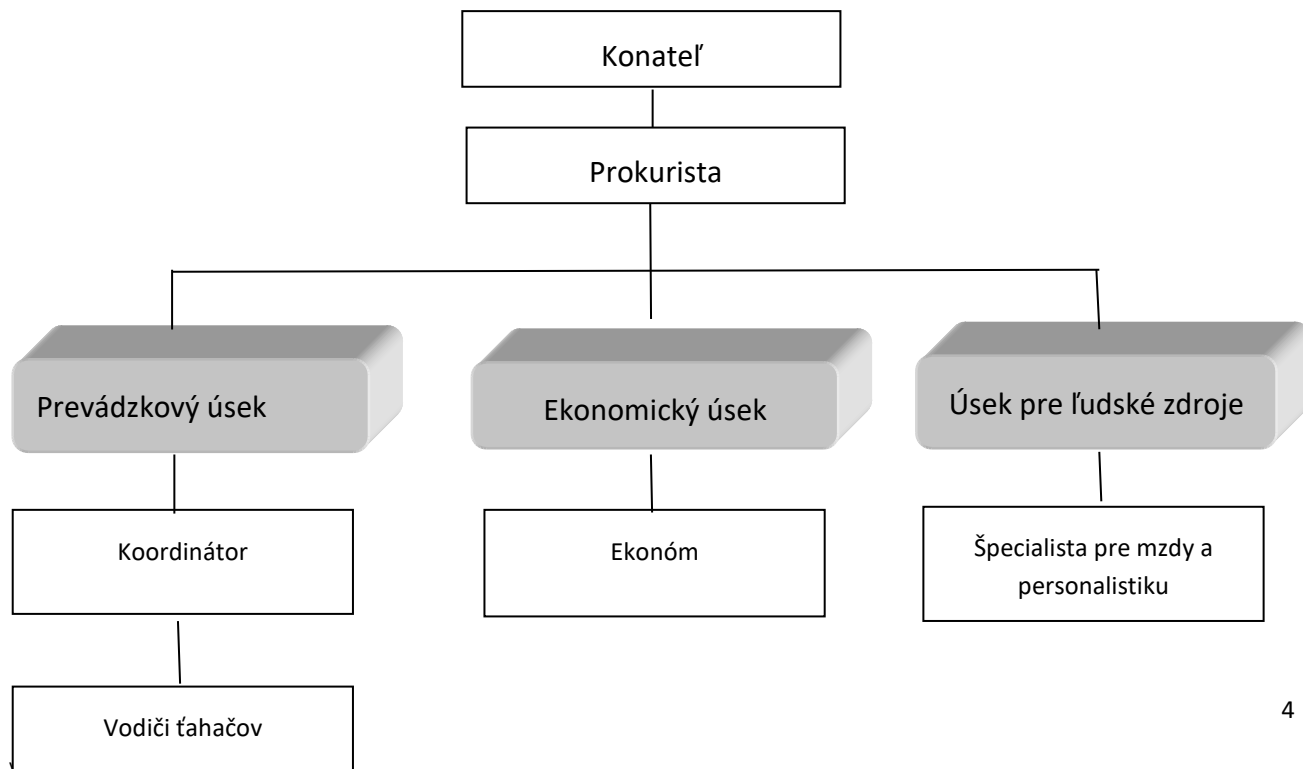 Konateľ
Prokurista
Prevádzkový úsek
Ekonomický úsek
Úsek pre ľudské zdroje
Koordinátor
Ekonóm
Špecialista pre mzdy a
personalistiku
Vodiči ťahačov
4